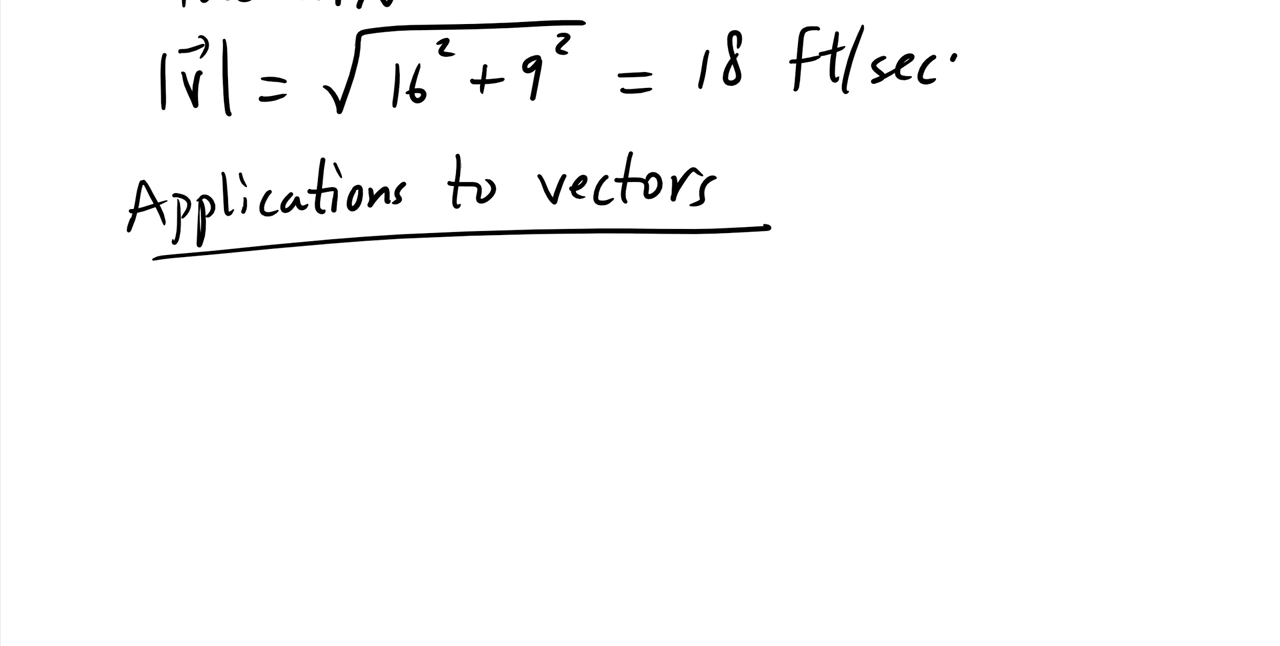 |v⃗| = √(16² + 9²) = 18 ft/sec.
Applications to vectors